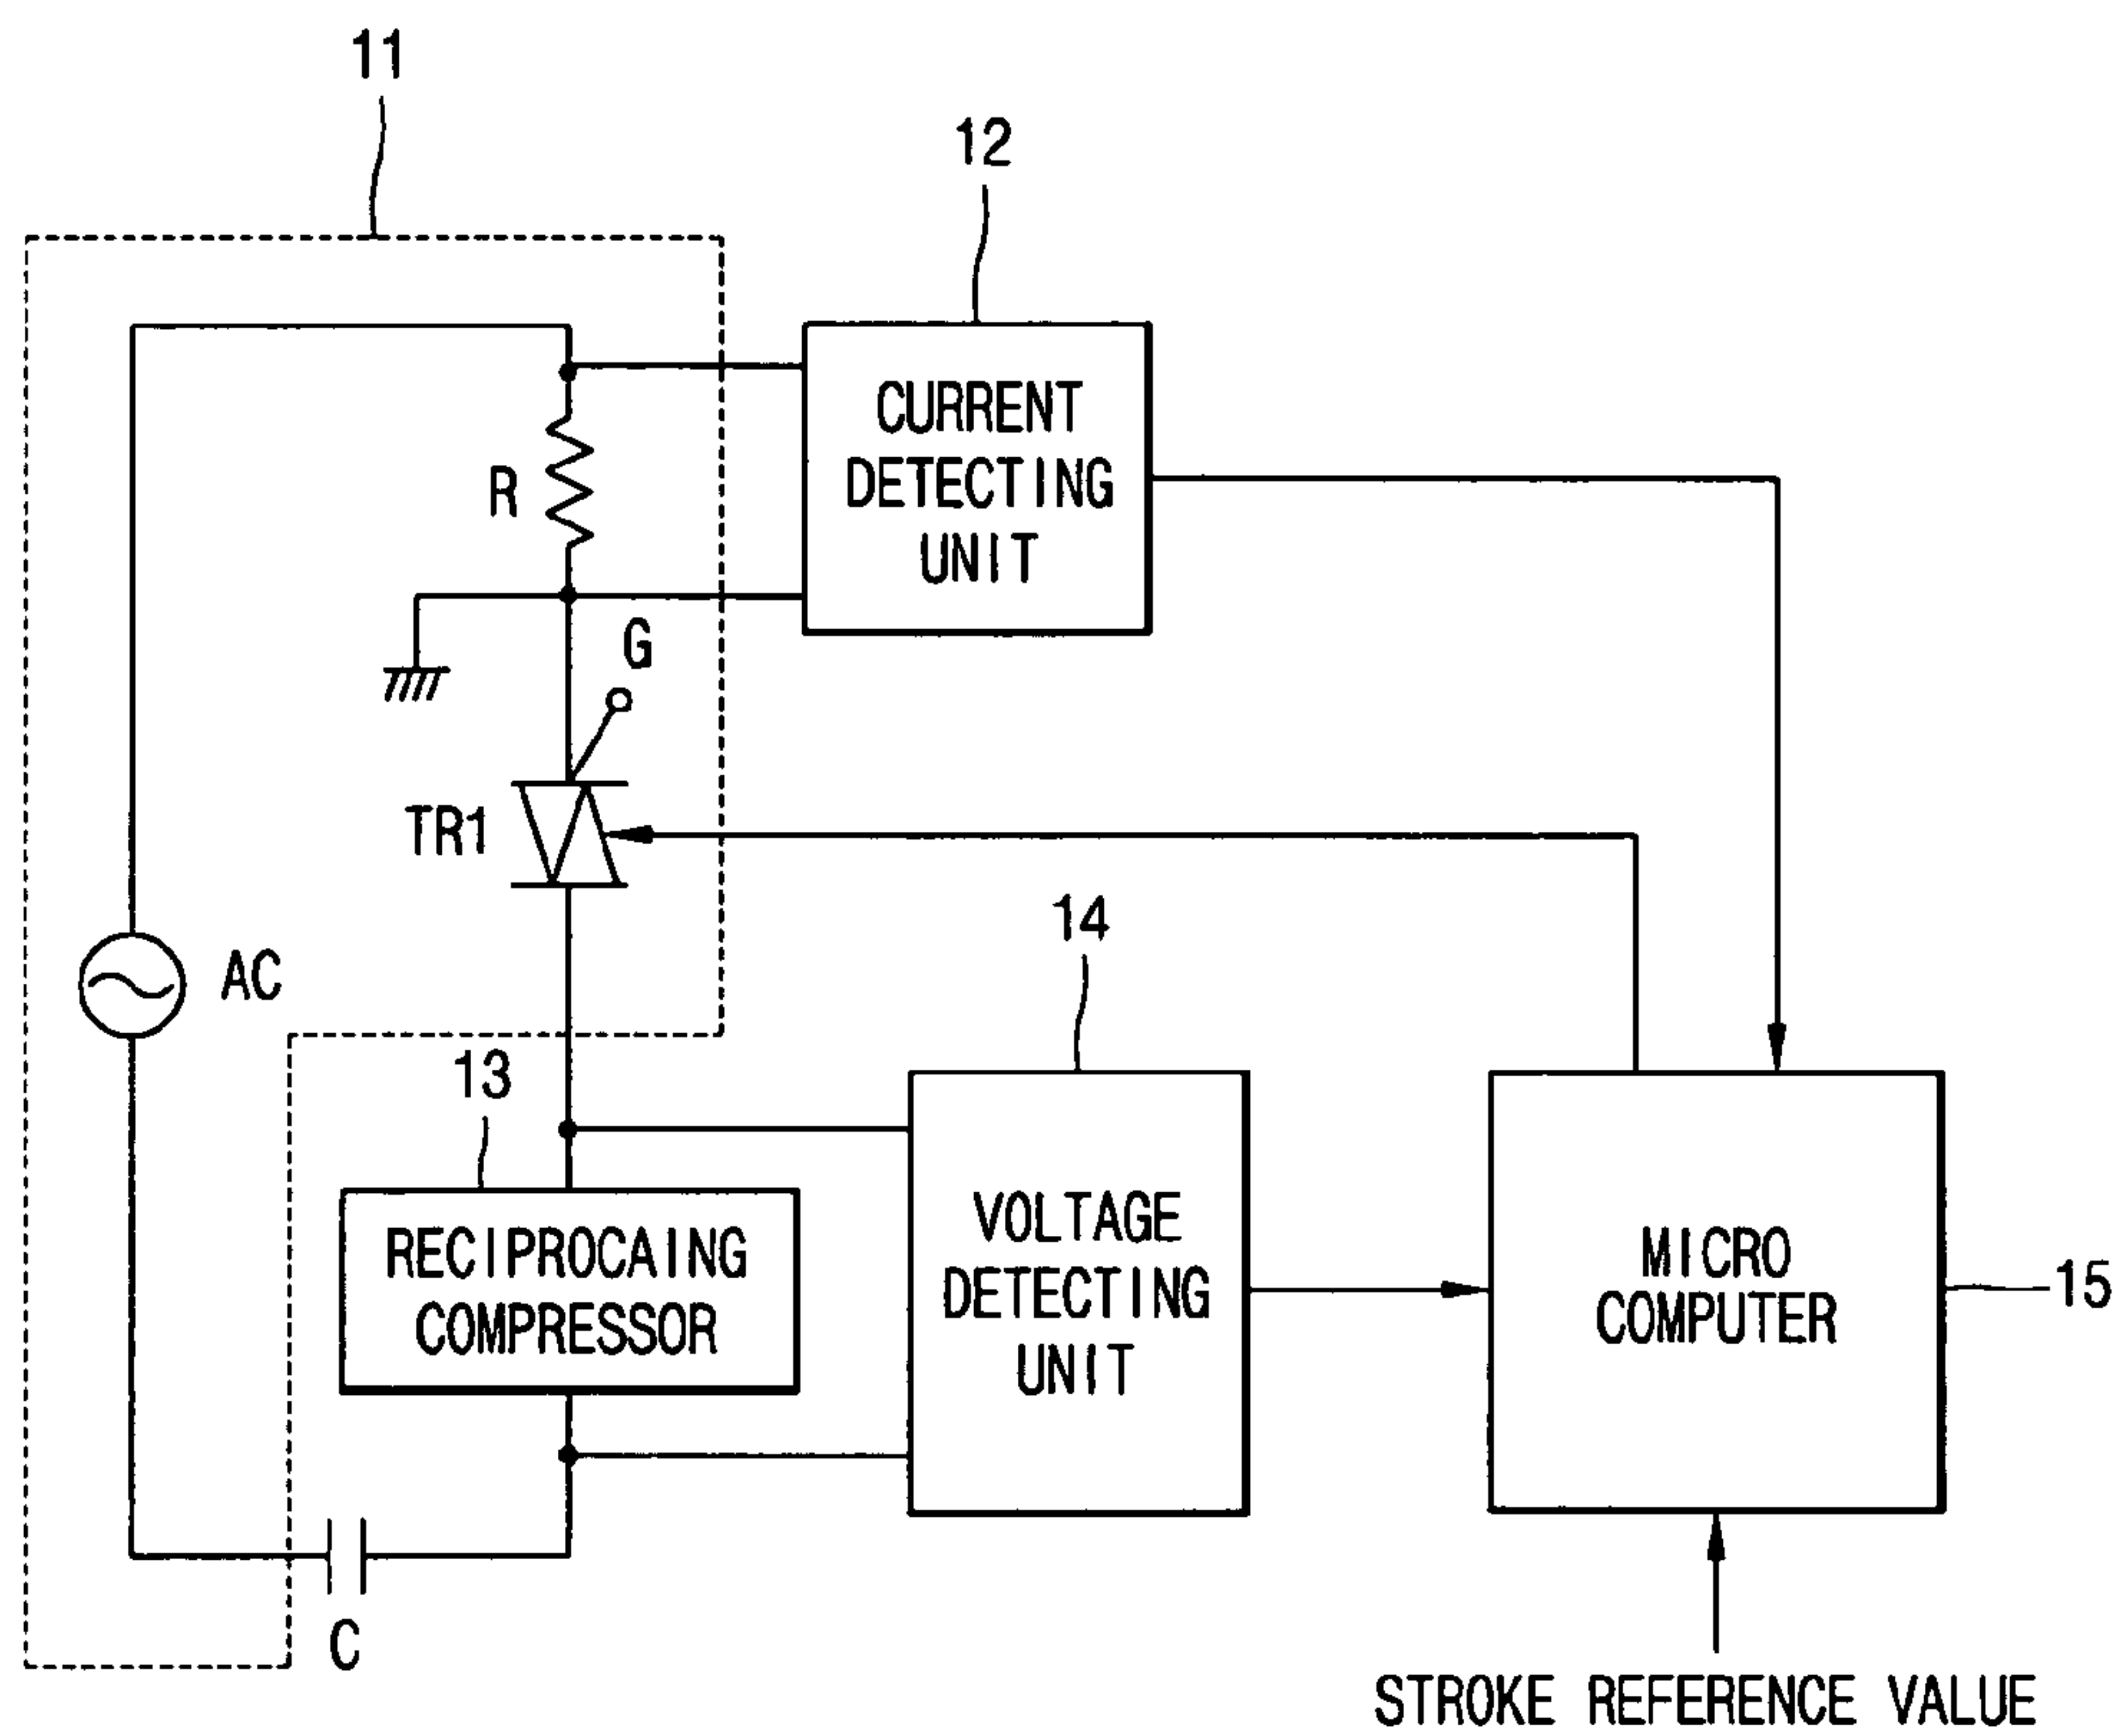 11
12
CURRENT
DETECTING
UNIT
R
G
TR1
AC
14
13
RECIPROCAING
COMPRESSOR
VOLTAGE
DETECTING
UNIT
MICRO
COMPUTER
15
C
STROKE REFERENCE VALUE